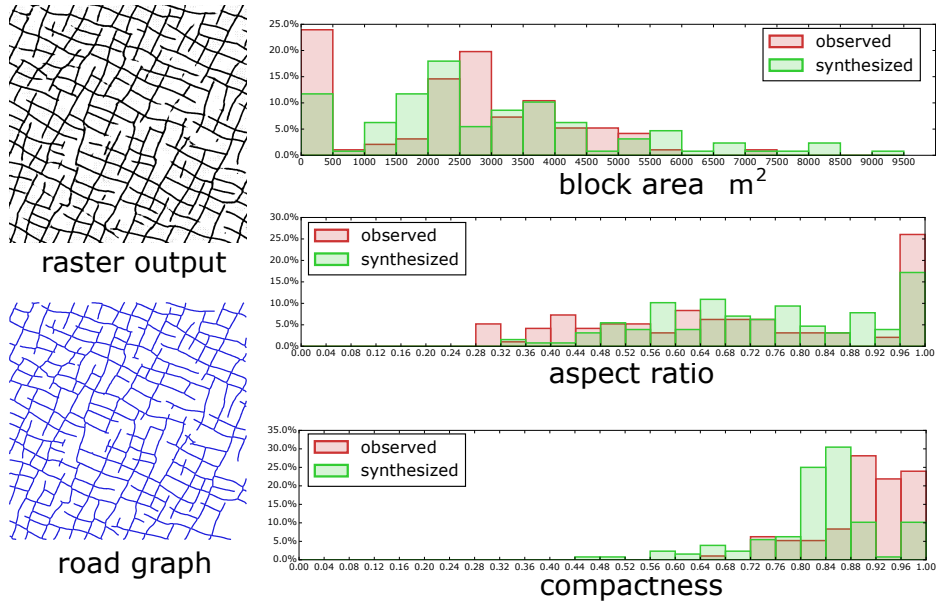 raster output
road graph
25.0%
20.0%
15.0%
10.0%
5.0%
0.0%
observed
synthesized
0 500 1000 1500 2000 2500 3000 3500 4000 4500 5000 5500 6000 6500 7000 7500 8000 8500 9000 9500
block area m²
30.0%
25.0%
20.0%
15.0%
10.0%
5.0%
0.0%
observed
synthesized
0.00 0.04 0.08 0.12 0.16 0.20 0.24 0.28 0.32 0.36 0.40 0.44 0.48 0.52 0.56 0.60 0.64 0.68 0.72 0.76 0.80 0.84 0.88 0.92 0.96 1.00
aspect ratio
35.0%
30.0%
25.0%
20.0%
15.0%
10.0%
5.0%
0.0%
observed
synthesized
0.00 0.04 0.08 0.12 0.16 0.20 0.24 0.28 0.32 0.36 0.40 0.44 0.48 0.52 0.56 0.60 0.64 0.68 0.72 0.76 0.80 0.84 0.88 0.92 0.96 1.00
compactness